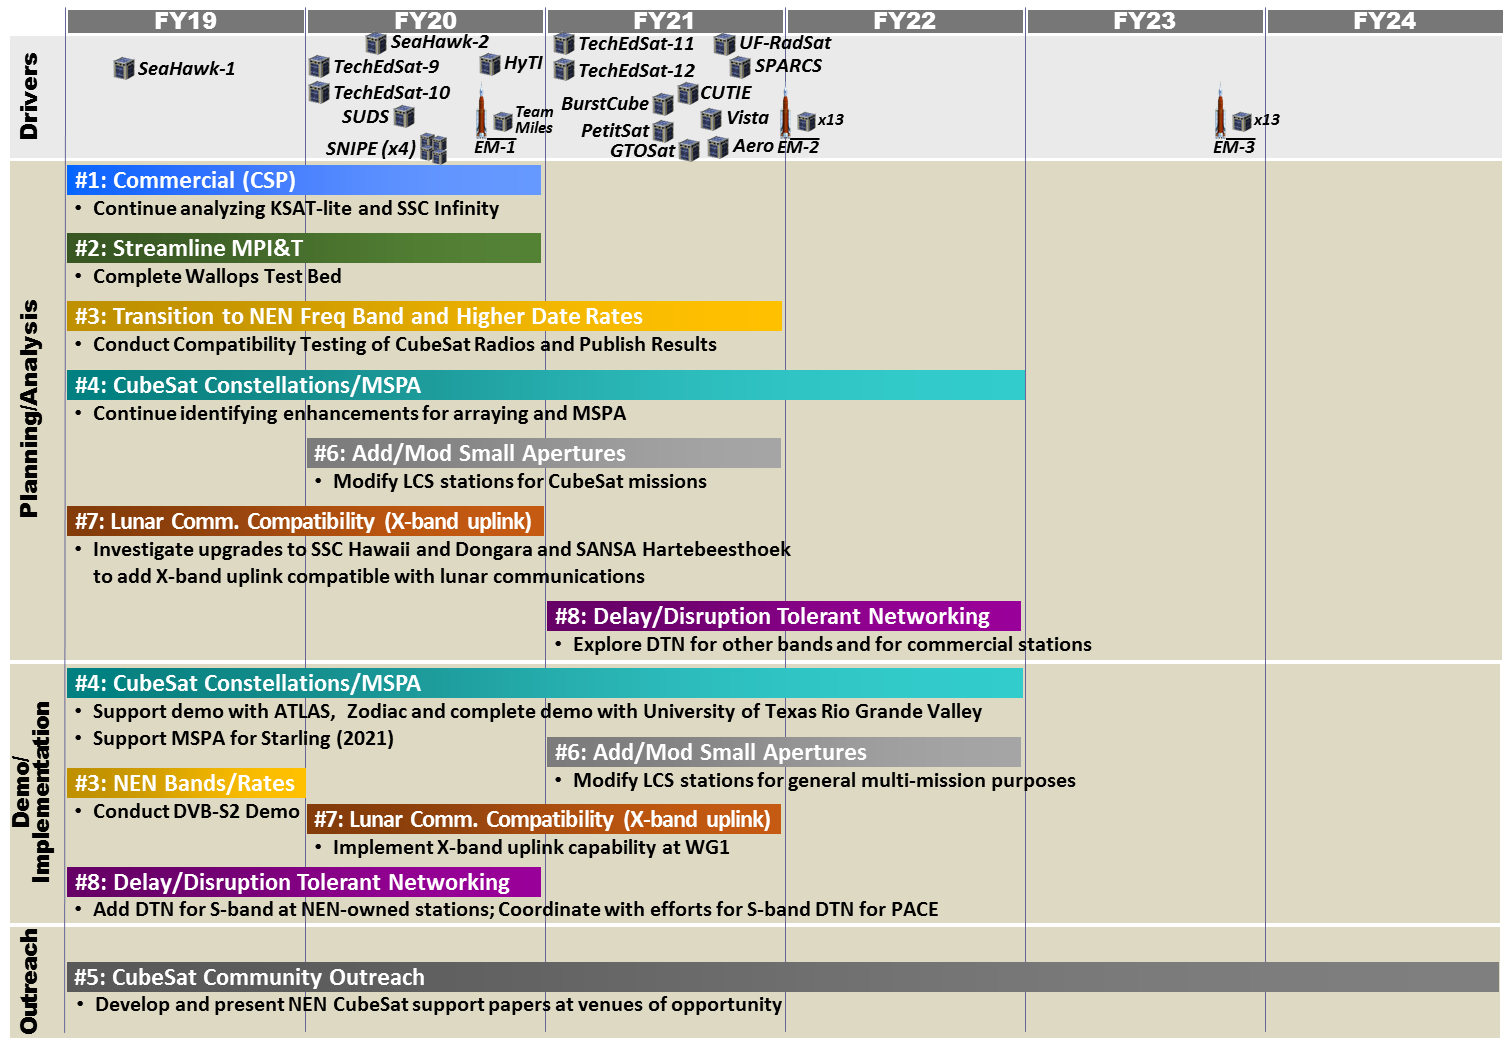 FY19 FY20 FY21 FY22 FY23 FY24
Drivers
SeaHawk-1
SeaHawk-2
TechEdSat-9
HyTI
TechEdSat-10
SUDS
Team
Miles
SNIPE (x4)
EM-1
TechEdSat-11
UF-RadSat
TechEdSat-12
SPARCS
BurstCube
CUTIE
PetitSat
Vista
GTOSat
Aero
x13
EM-2
x13
EM-3
Planning/Analysis
#1: Commercial (CSP)
• Continue analyzing KSAT-lite and SSC Infinity
#2: Streamline MPI&T
• Complete Wallops Test Bed
#3: Transition to NEN Freq Band and Higher Date Rates
• Conduct Compatibility Testing of CubeSat Radios and Publish Results
#4: CubeSat Constellations/MSPA
• Continue identifying enhancements for arraying and MSPA
#6: Add/Mod Small Apertures
• Modify LCS stations for CubeSat missions
#7: Lunar Comm. Compatibility (X-band uplink)
• Investigate upgrades to SSC Hawaii and Dongara and SANSA Hartebeesthoek
to add X-band uplink compatible with lunar communications
#8: Delay/Disruption Tolerant Networking
• Explore DTN for other bands and for commercial stations
Demo/
Implementation
#4: CubeSat Constellations/MSPA
• Support demo with ATLAS, Zodiac and complete demo with University of Texas Rio Grande Valley
• Support MSPA for Starling (2021)
#6: Add/Mod Small Apertures
• Modify LCS stations for general multi-mission purposes
#3: NEN Bands/Rates
• Conduct DVB-S2 Demo
#7: Lunar Comm. Compatibility (X-band uplink)
• Implement X-band uplink capability at WG1
#8: Delay/Disruption Tolerant Networking
• Add DTN for S-band at NEN-owned stations; Coordinate with efforts for S-band DTN for PACE
Outreach
#5: CubeSat Community Outreach
• Develop and present NEN CubeSat support papers at venues of opportunity